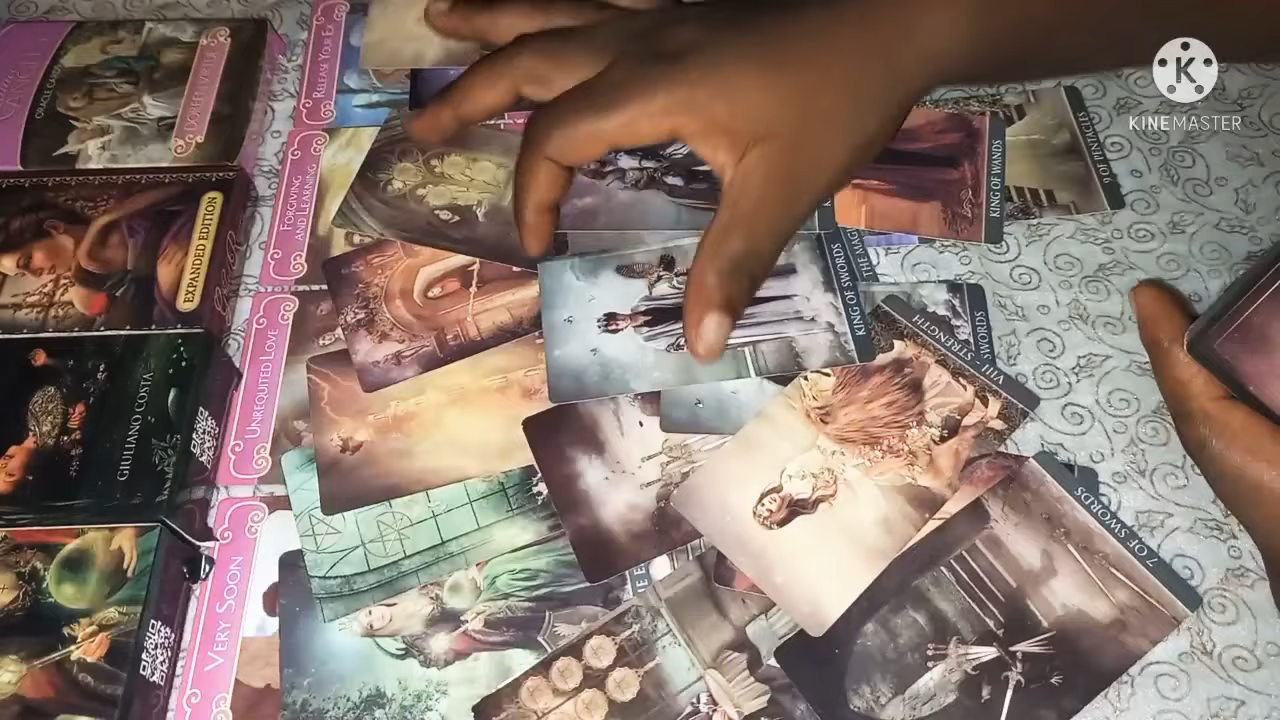 ORACLE CARDS
DOREEN VIRTUE
EXPANDED EDITION
GIULIANO COSTA
RELEASE YOUR EX
FORGIVING
AND LEARNING
UNREQUITED LOVE
VERY SOON
KING OF WANDS
9 OF PENTACLES
KING OF SWORDS
THE MAG
VIII · STRENGTH
SWORDS
7 OF SWORDS
K
KINEMASTER